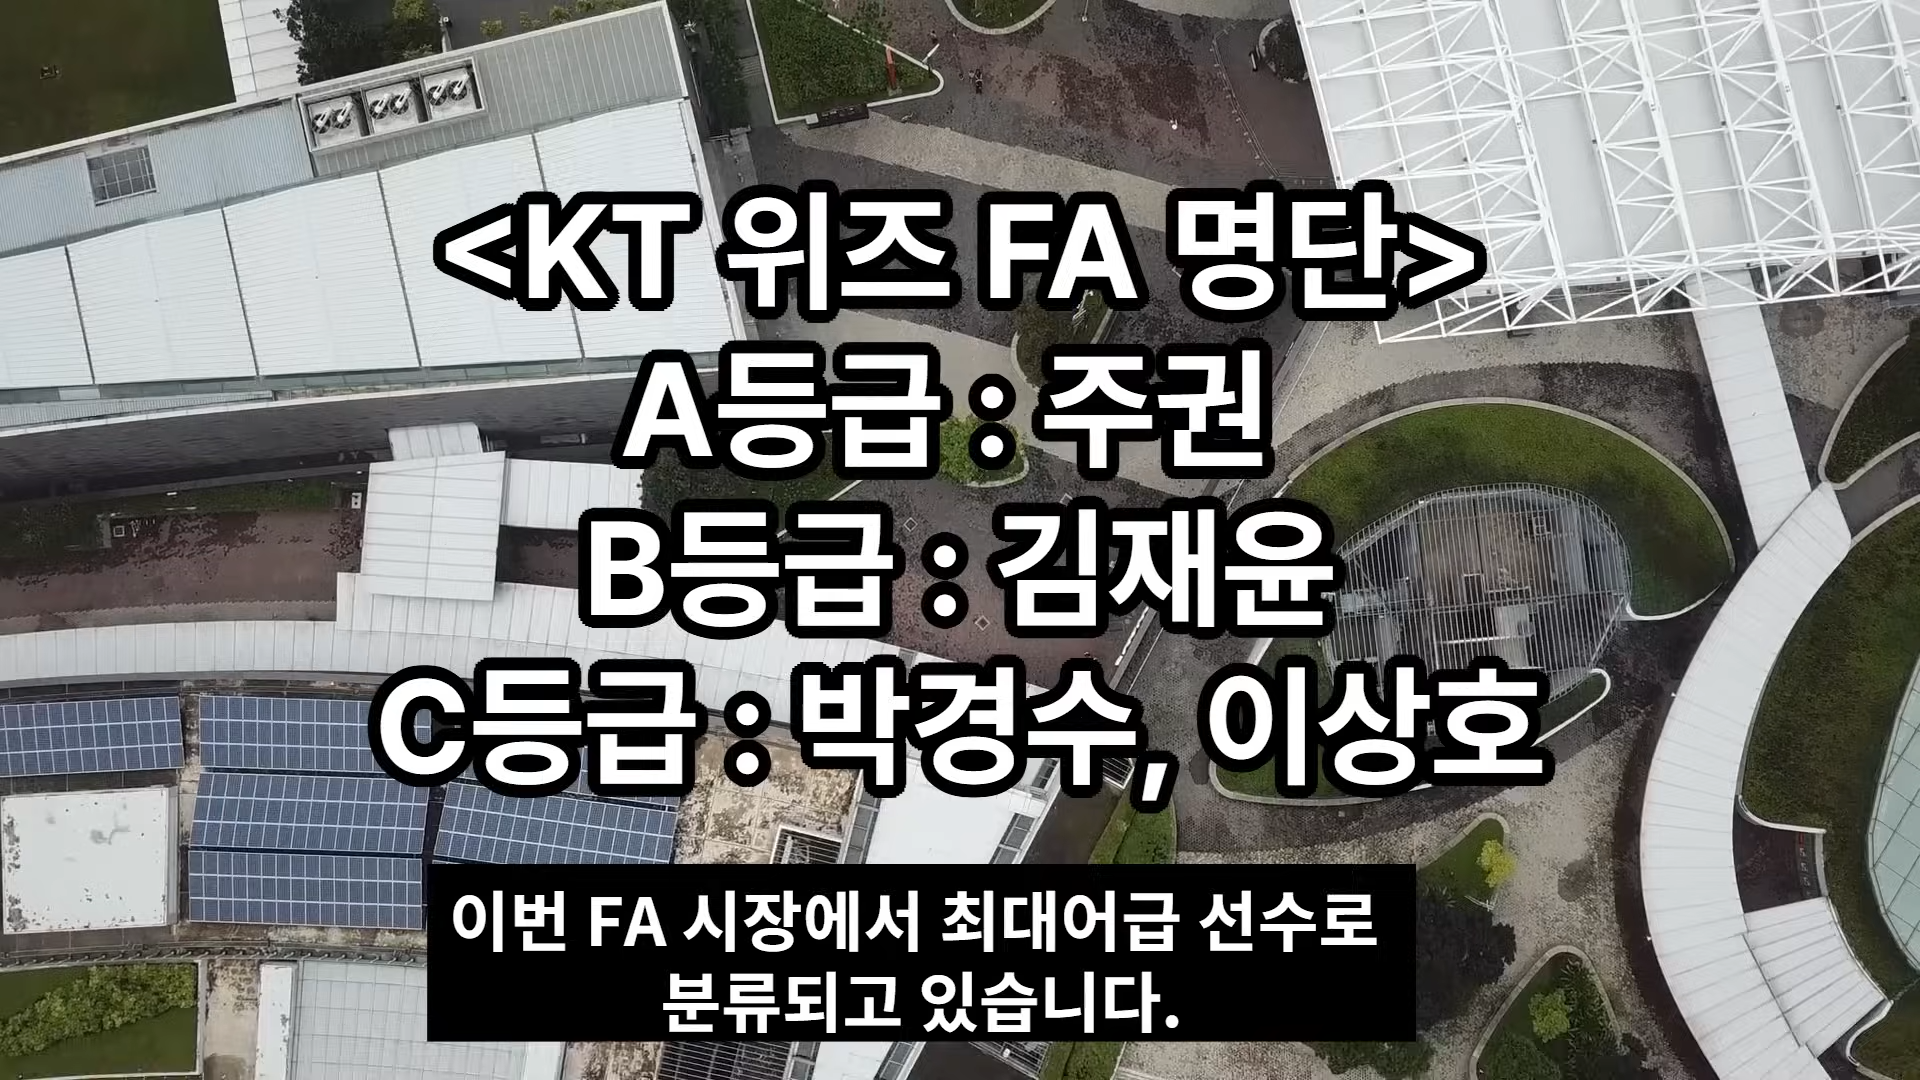 <KT 위즈 FA 명단>
A등급 : 주권
B등급 : 김재윤
C등급 : 박경수, 이상호
이번 FA 시장에서 최대어급 선수로
분류되고 있습니다.